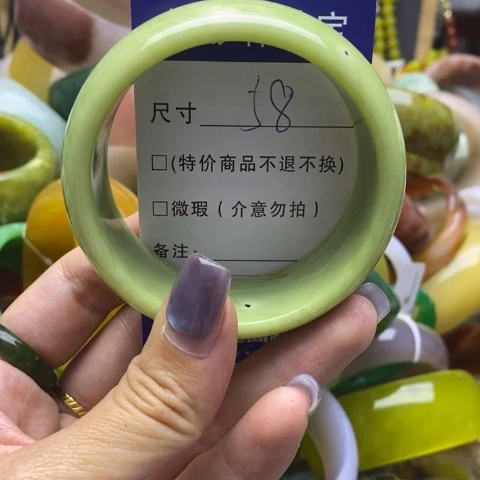 尺寸 58
□(特价商品不退不换)
□微瑕(介意勿拍)
备注: